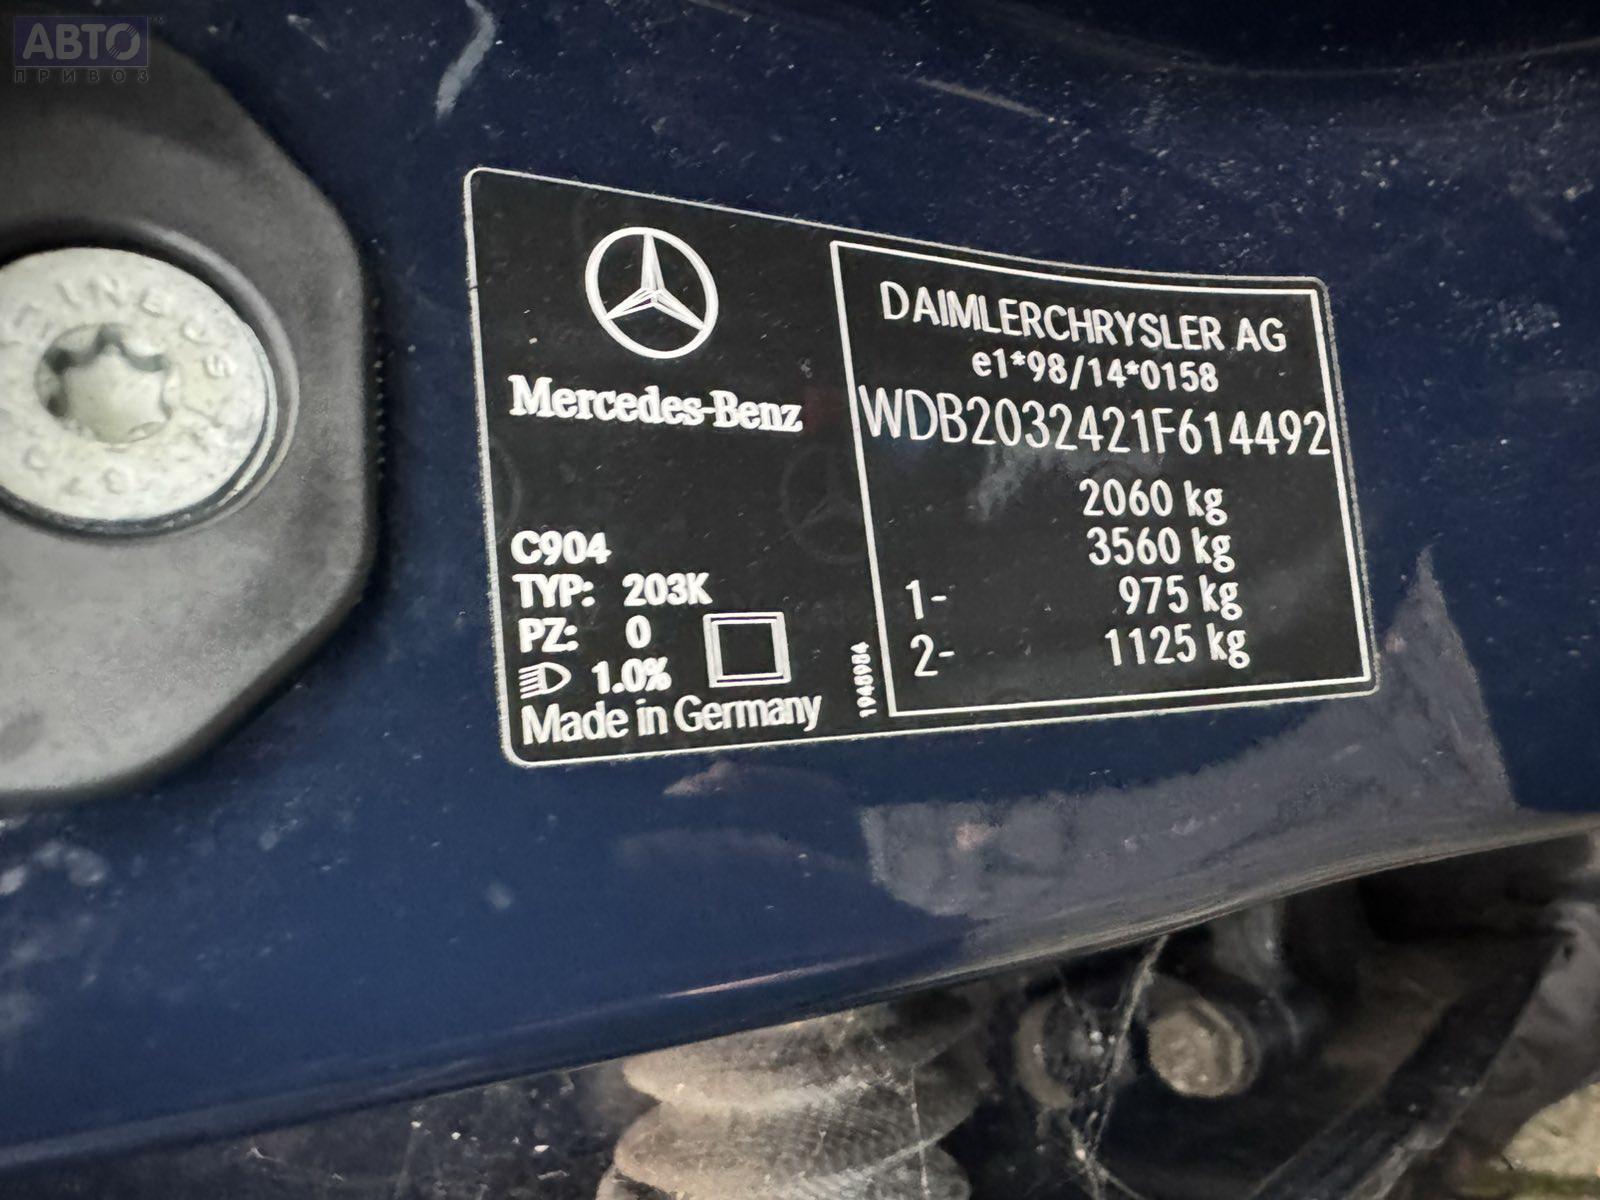 АВТО
ПРИВОЗ
Mercedes-Benz
C904
TYP: 203K
PZ: 0
1.0%
Made in Germany
1948984
DAIMLERCHRYSLER AG
e1*98/14*0158
WDB2032421F614492
2060 kg
3560 kg
1- 975 kg
2- 1125 kg